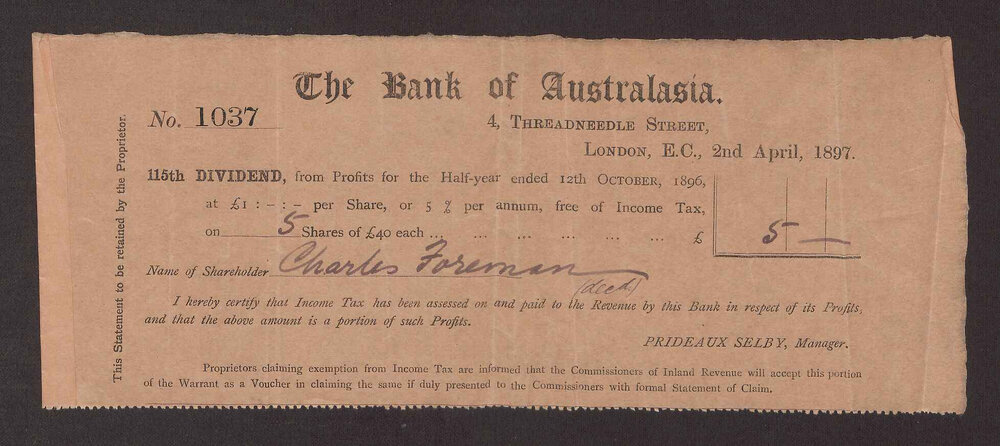 The Bank of Australasia.
No. 1037
4, THREADNEEDLE STREET,
LONDON, E.C., 2nd April, 1897.
115th DIVIDEND, from Profits for the Half-year ended 12th OCTOBER, 1896,
at £1 : - : - per Share, or 5 % per annum, free of Income Tax,
on 5 Shares of £40 each ... ... ... ... ... ... £ 5 —
Name of Shareholder Charles Foreman
(decd)
I hereby certify that Income Tax has been assessed on and paid to the Revenue by this Bank in respect of its Profits,
and that the above amount is a portion of such Profits.
PRIDEAUX SELBY, Manager.
Proprietors claiming exemption from Income Tax are informed that the Commissioners of Inland Revenue will accept this portion
of the Warrant as a Voucher in claiming the same if duly presented to the Commissioners with formal Statement of Claim.
This Statement to be retained by the Proprietor.